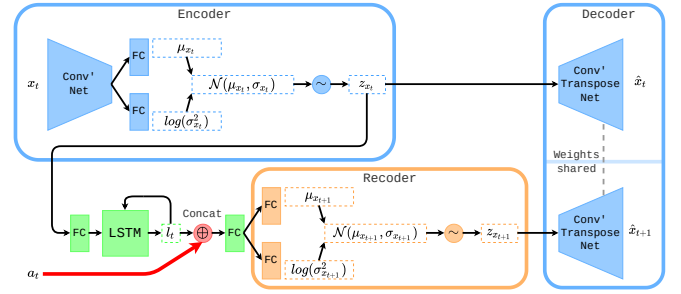 Encoder
Decoder
x_t
Conv'
Net
FC
FC
μ_{x_t}
log(σ²_{x_t})
𝒩(μ_{x_t}, σ_{x_t})
~
z_{x_t}
Conv'
Transpose
Net
x̂_t
Weights
shared
Recoder
FC
LSTM
l_t
Concat
⊕
FC
FC
FC
μ_{x_{t+1}}
log(σ²_{x_{t+1}})
𝒩(μ_{x_{t+1}}, σ_{x_{t+1}})
~
z_{x_{t+1}}
Conv'
Transpose
Net
x̂_{t+1}
a_t